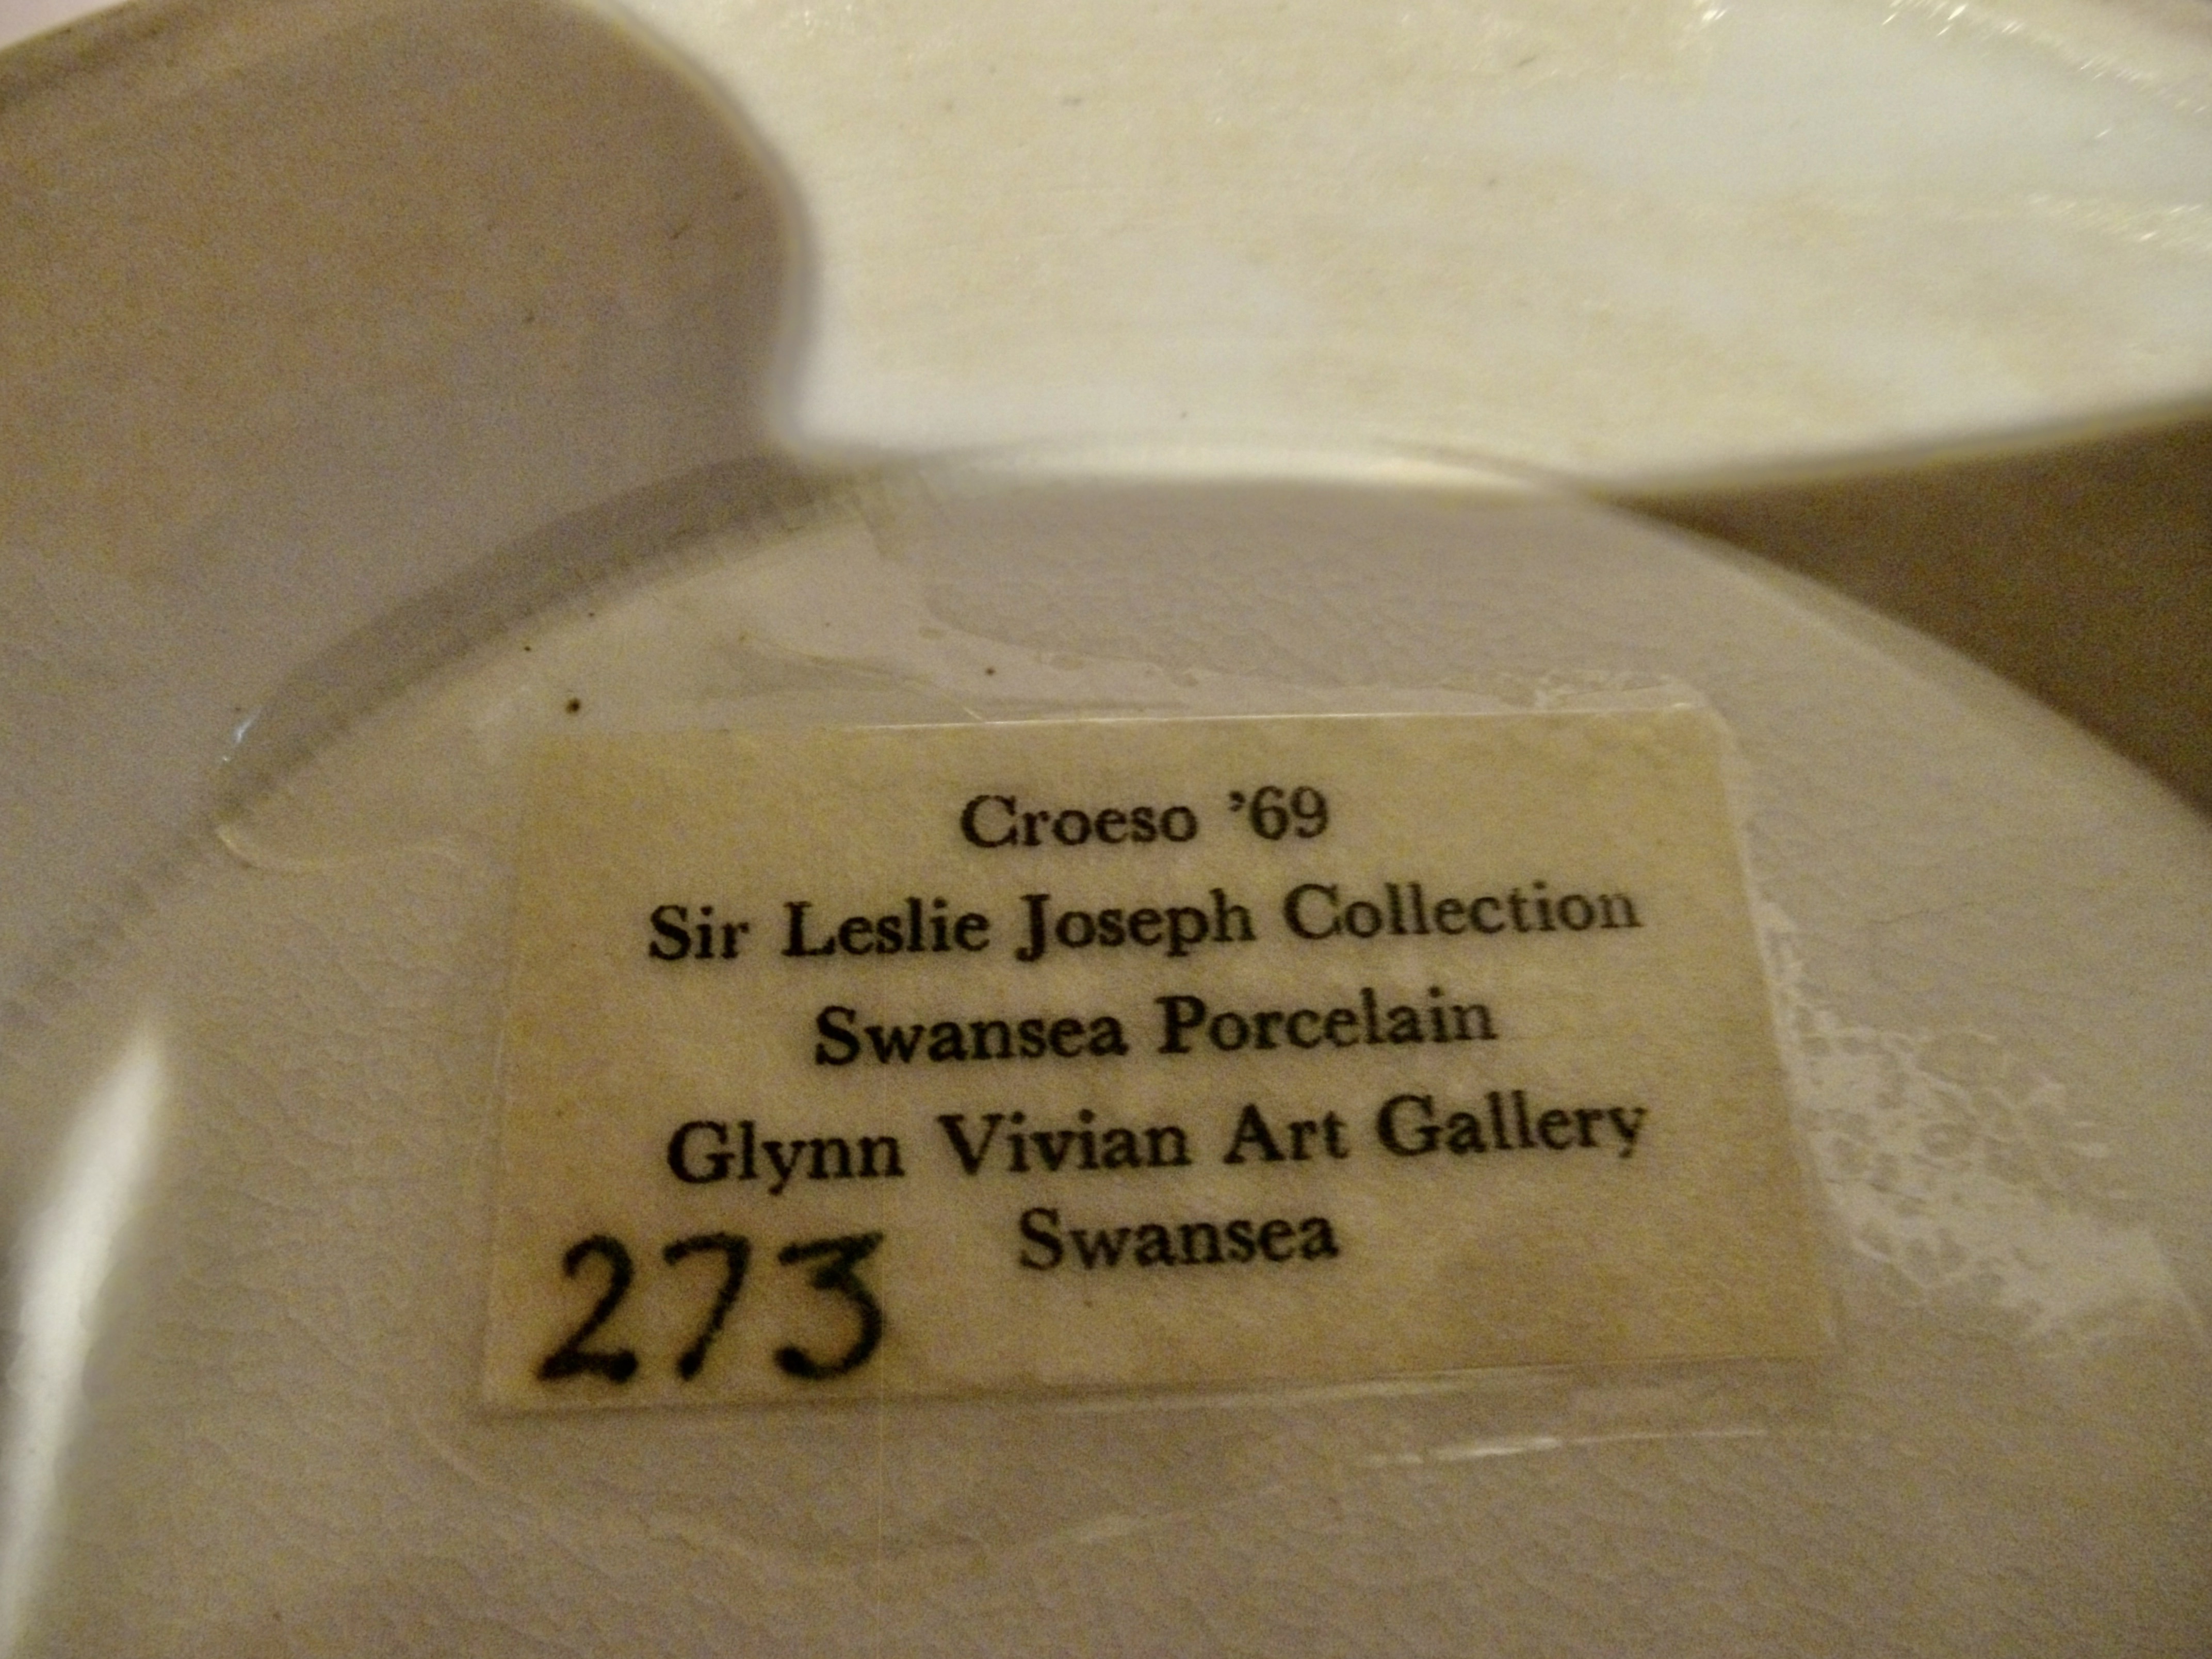 Croeso '69
Sir Leslie Joseph Collection
Swansea Porcelain
Glynn Vivian Art Gallery
Swansea
273